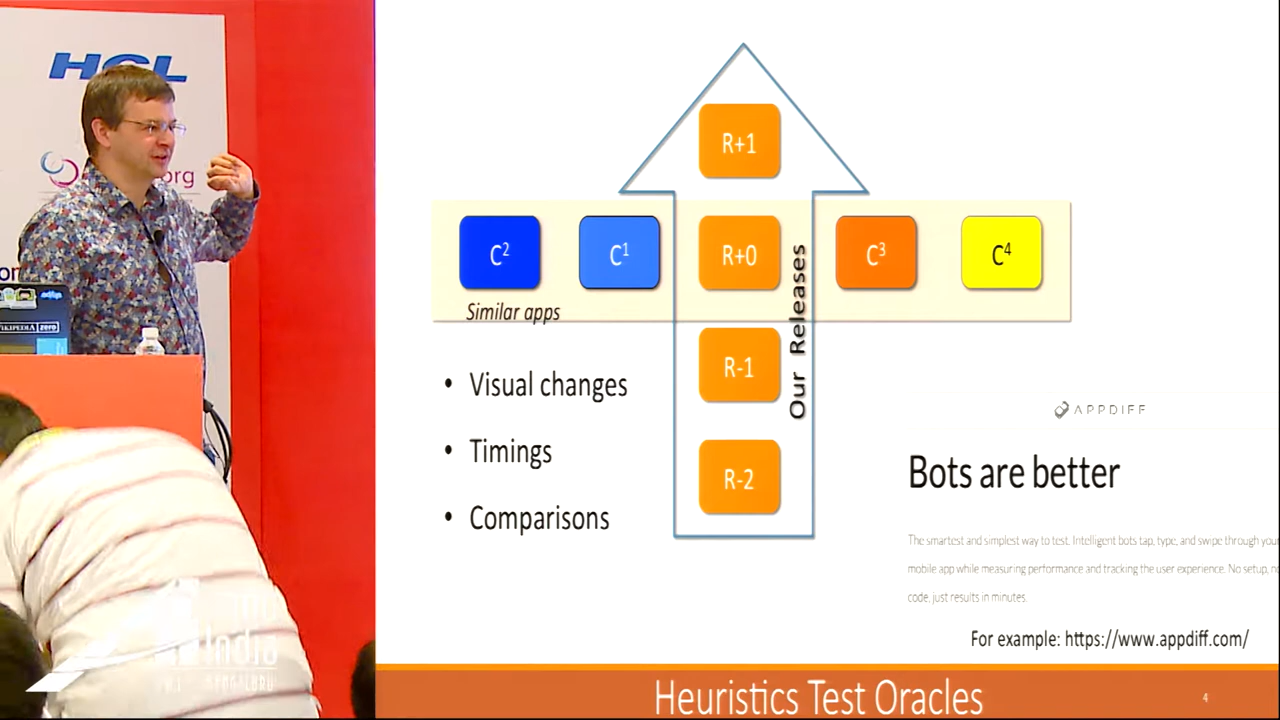 HCL
org
WIKIPEDIA zero
R+1
C2
C1
R+0
C3
C4
Similar apps
Our Releases
R-1
R-2
• Visual changes
• Timings
• Comparisons
APPDIFF
Bots are better
The smartest and simplest way to test. Intelligent bots tap, type, and swipe through your
mobile app while measuring performance and tracking the user experience. No setup, no
code, just results in minutes.
For example: https://www.appdiff.com/
Heuristics Test Oracles
4
India